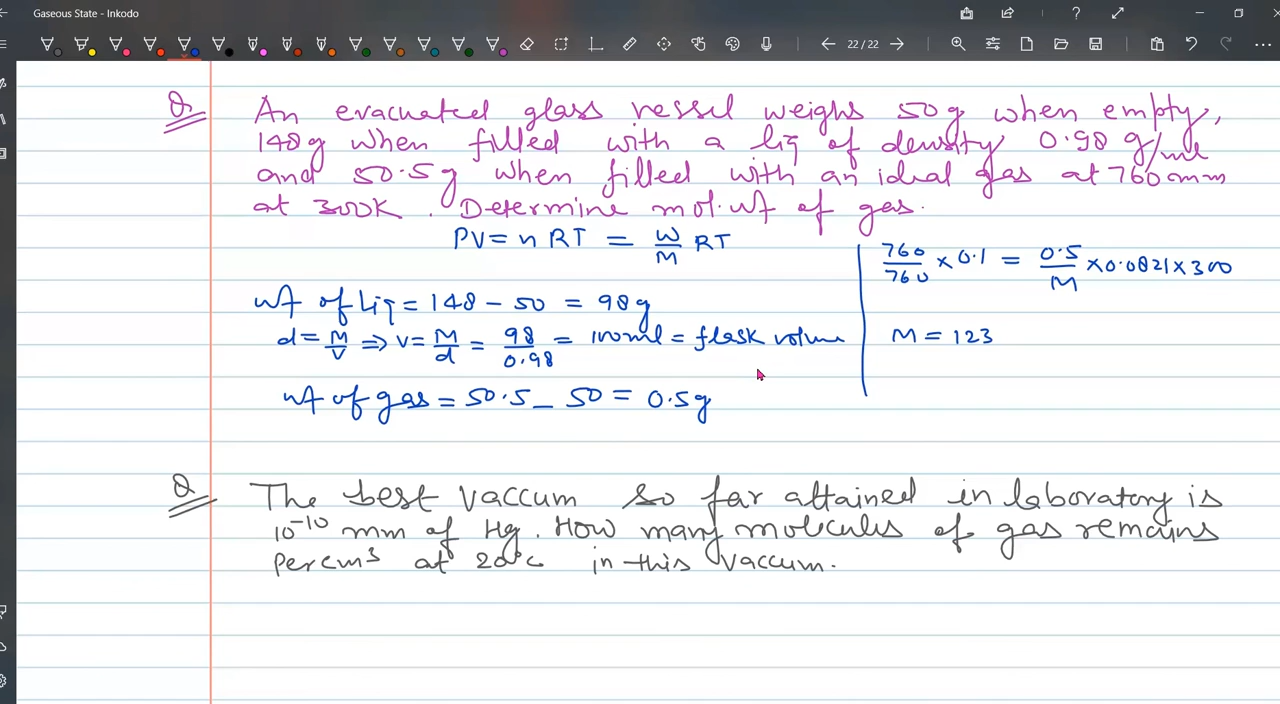 Gaseous State - Inkodo
22/22
Q An evacuated glass vessel weighs 50g when empty,
148g when filled with a liq of density 0.98 g/ml
and 50.5g when filled with an ideal gas at 760mm
at 300K. Determine mol. wt of gas.
PV = nRT = W/M RT
760/760 × 0.1 = 0.5/M × 0.0821 × 300
wt of liq = 148 - 50 = 98g
d = M/V ⇒ V = M/d = 98/0.98 = 100ml = flask volume
M = 123
wt of gas = 50.5 - 50 = 0.5g
Q The best vaccum so far attained in laboratory is
10⁻¹⁰ mm of Hg. How many molecules of gas remains
per cm³ at 20°C in this vaccum.